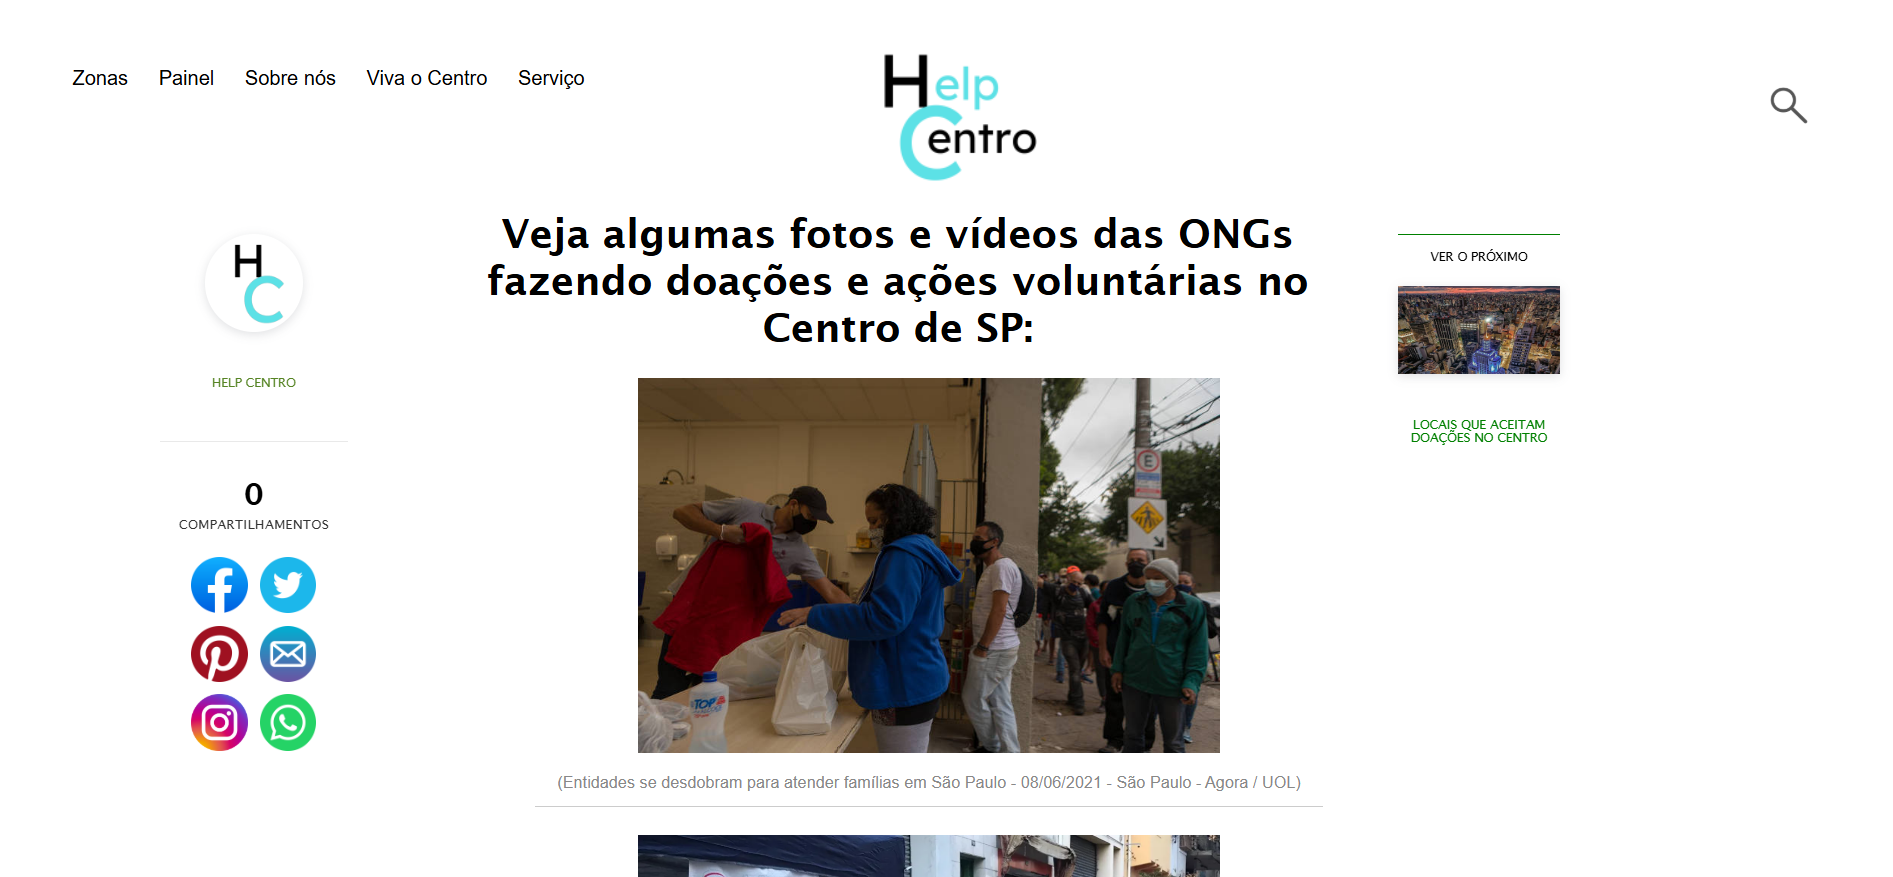 Zonas Painel Sobre nós Viva o Centro Serviço
Help
Centro
H
C
HELP CENTRO
0
COMPARTILHAMENTOS
Veja algumas fotos e vídeos das ONGs
fazendo doações e ações voluntárias no
Centro de SP:
E
TOP
(Entidades se desdobram para atender famílias em São Paulo - 08/06/2021 - São Paulo - Agora / UOL)
VER O PRÓXIMO
LOCAIS QUE ACEITAM
DOAÇÕES NO CENTRO